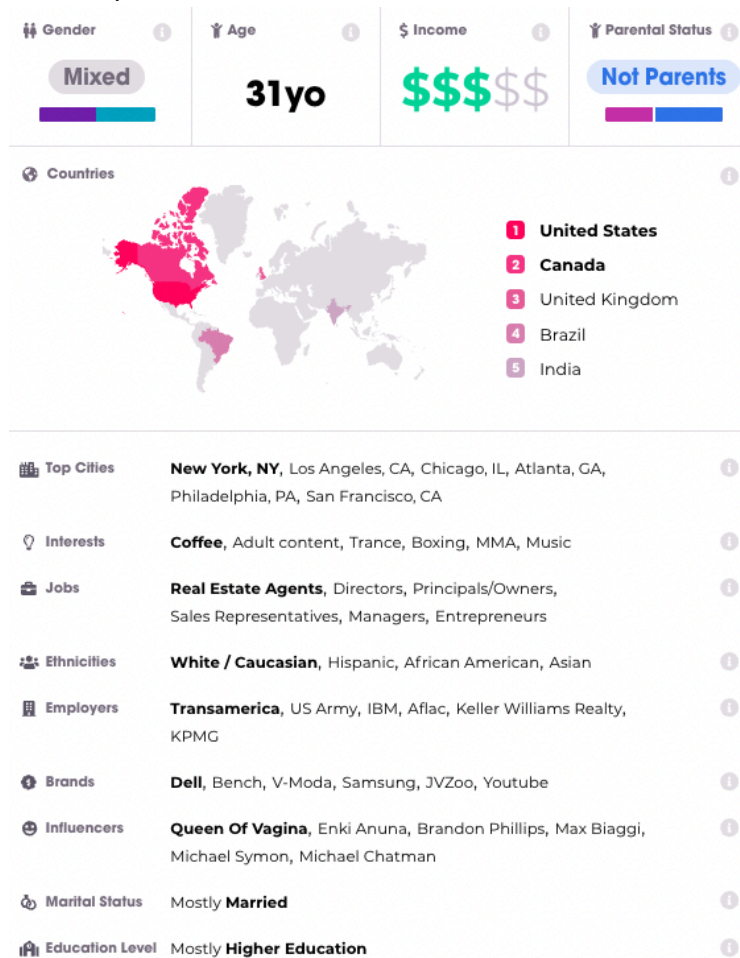 Gender
Age
$ Income
Parental Status
Mixed
31yo
$$$$$
Not Parents
Countries
1 United States
2 Canada
3 United Kingdom
4 Brazil
5 India
Top Cities
New York, NY, Los Angeles, CA, Chicago, IL, Atlanta, GA,
Philadelphia, PA, San Francisco, CA
Interests
Coffee, Adult content, Trance, Boxing, MMA, Music
Jobs
Real Estate Agents, Directors, Principals/Owners,
Sales Representatives, Managers, Entrepreneurs
Ethnicities
White / Caucasian, Hispanic, African American, Asian
Employers
Transamerica, US Army, IBM, Aflac, Keller Williams Realty,
KPMG
Brands
Dell, Bench, V-Moda, Samsung, JVZoo, Youtube
Influencers
Queen Of Vagina, Enki Anuna, Brandon Phillips, Max Biaggi,
Michael Symon, Michael Chatman
Marital Status
Mostly Married
Education Level
Mostly Higher Education